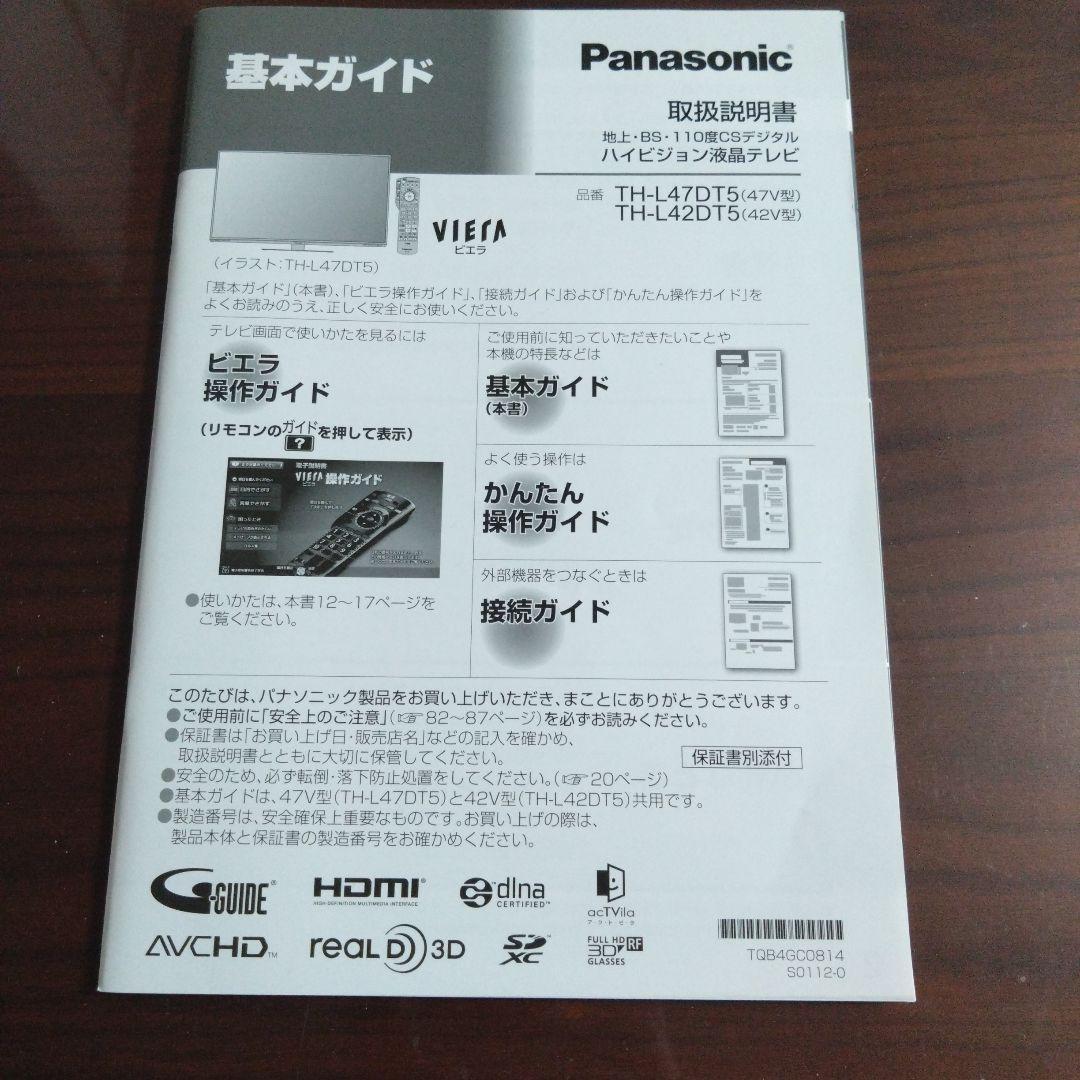 基本ガイド
Panasonic®
取扱説明書
地上・BS・110度CSデジタル
ハイビジョン液晶テレビ
品番 TH-L47DT5(47V型)
TH-L42DT5(42V型)
VIErA
ビエラ
(イラスト:TH-L47DT5)
「基本ガイド」(本書)、「ビエラ操作ガイド」、「接続ガイド」および「かんたん操作ガイド」を
よくお読みのうえ、正しく安全にお使いください。
テレビ画面で使いかたを見るには
ビエラ
操作ガイド
(リモコンのガイド?を押して表示)
電子説明書
VIErA 操作ガイド
ビエラ
●使いかたは、本書12〜17ページを
ご覧ください。
ご使用前に知っていただきたいことや
本機の特長などは
基本ガイド
(本書)
よく使う操作は
かんたん
操作ガイド
外部機器をつなぐときは
接続ガイド
このたびは、パナソニック製品をお買い上げいただき、まことにありがとうございます。
●ご使用前に「安全上のご注意」(☞82〜87ページ)を必ずお読みください。
●保証書は「お買い上げ日・販売店名」などの記入を確かめ、
取扱説明書とともに大切に保管してください。
保証書別添付
●安全のため、必ず転倒・落下防止処置をしてください。(☞20ページ)
●基本ガイドは、47V型(TH-L47DT5)と42V型(TH-L42DT5)共用です。
●製造番号は、安全確保上重要なものです。お買い上げの際は、
製品本体と保証書の製造番号をお確かめください。
G-GUIDE®
HDMI®
HIGH-DEFINITION MULTIMEDIA INTERFACE
dlna
CERTIFIED™
acTVila
アクトビラ
AVCHD™
REAL D 3D
SD XC™
FULL HD
3D RF
GLASSES
TQB4GC0814
S0112-0